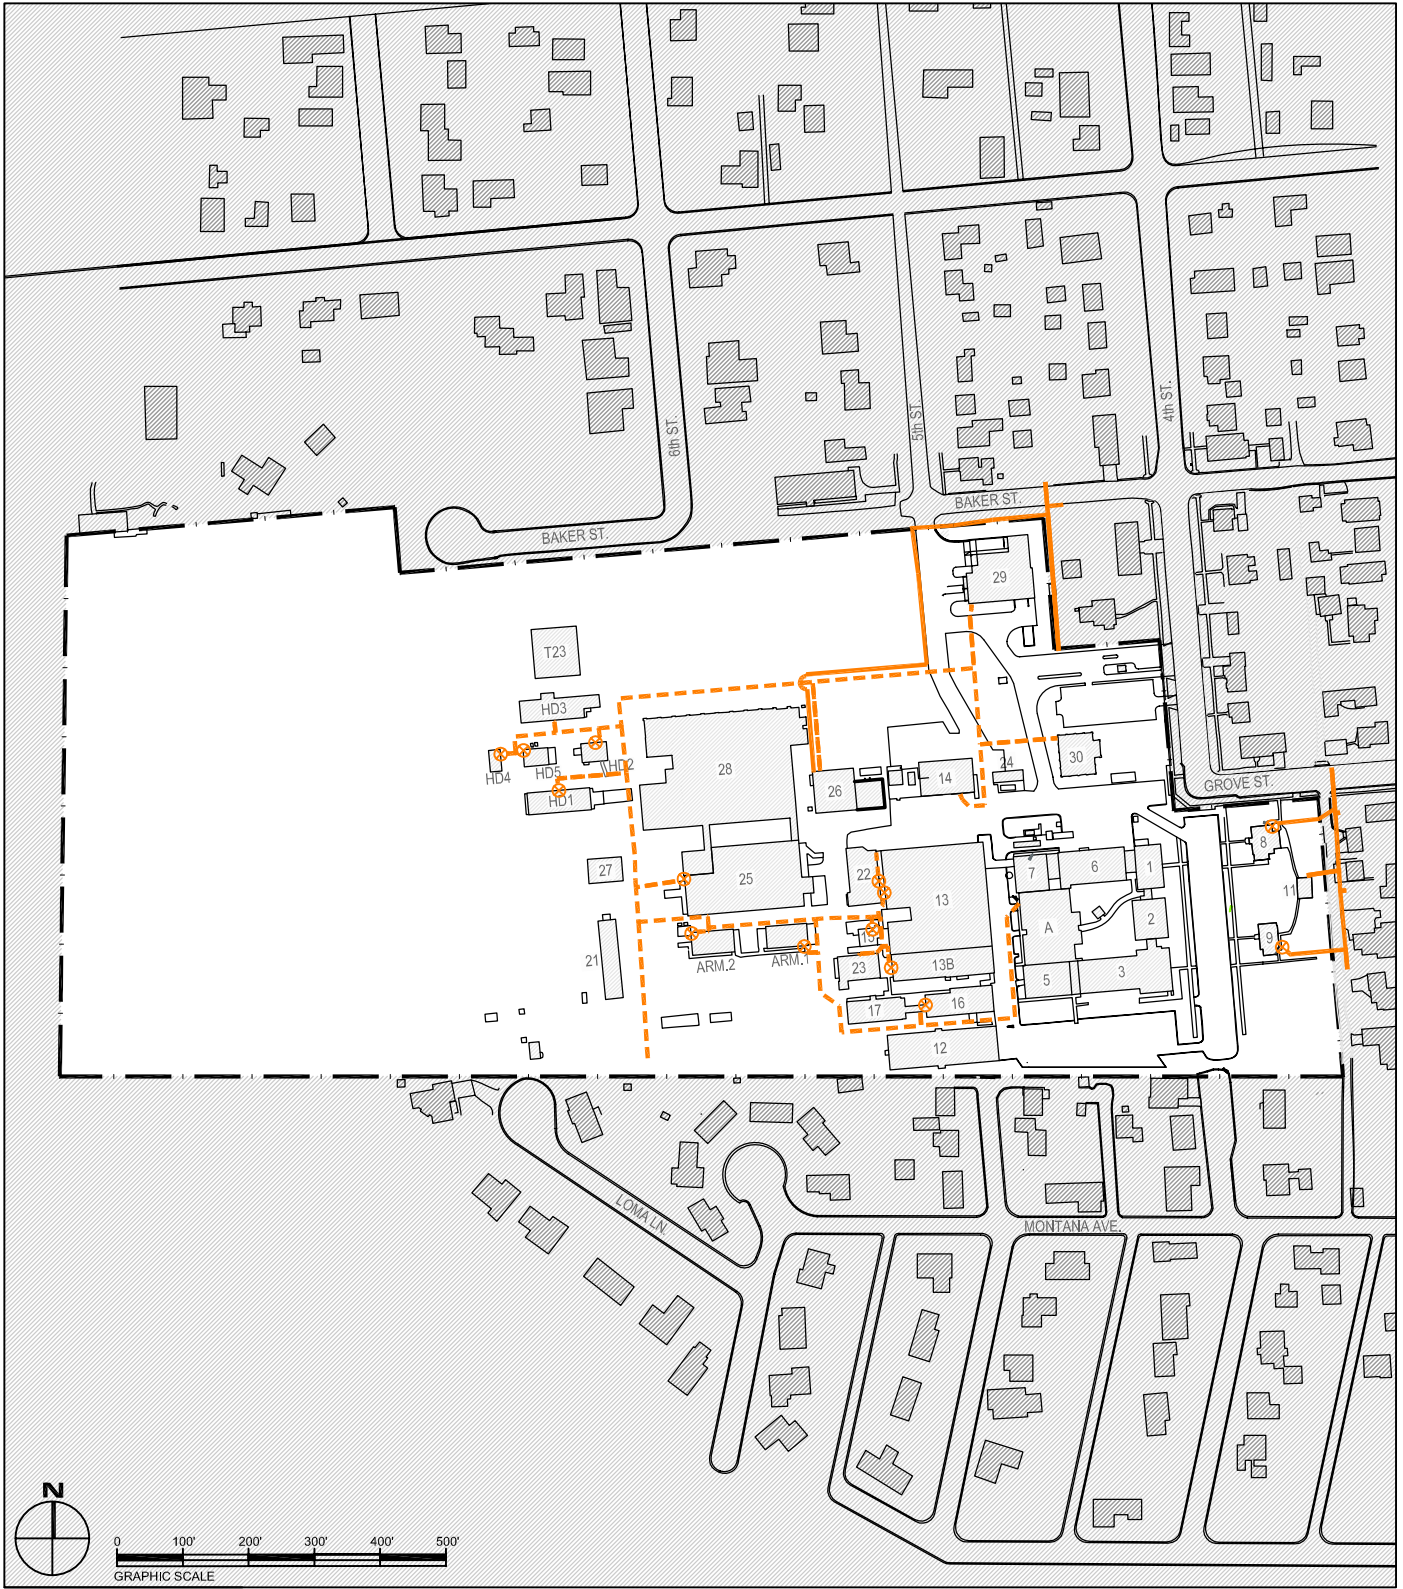 4th ST.
5th ST.
6th ST.
BAKER ST.
BAKER ST.
29
T23
HD3
HD4
HD5
HD2
HD1
28
26
14
24
30
GROVE ST.
8
27
25
22
13
7
6
1
11
A
2
9
21
ARM.2
ARM.1
15
23
13B
5
3
17
16
12
LOMA LN.
MONTANA AVE.
N
0 100' 200' 300' 400' 500'
GRAPHIC SCALE